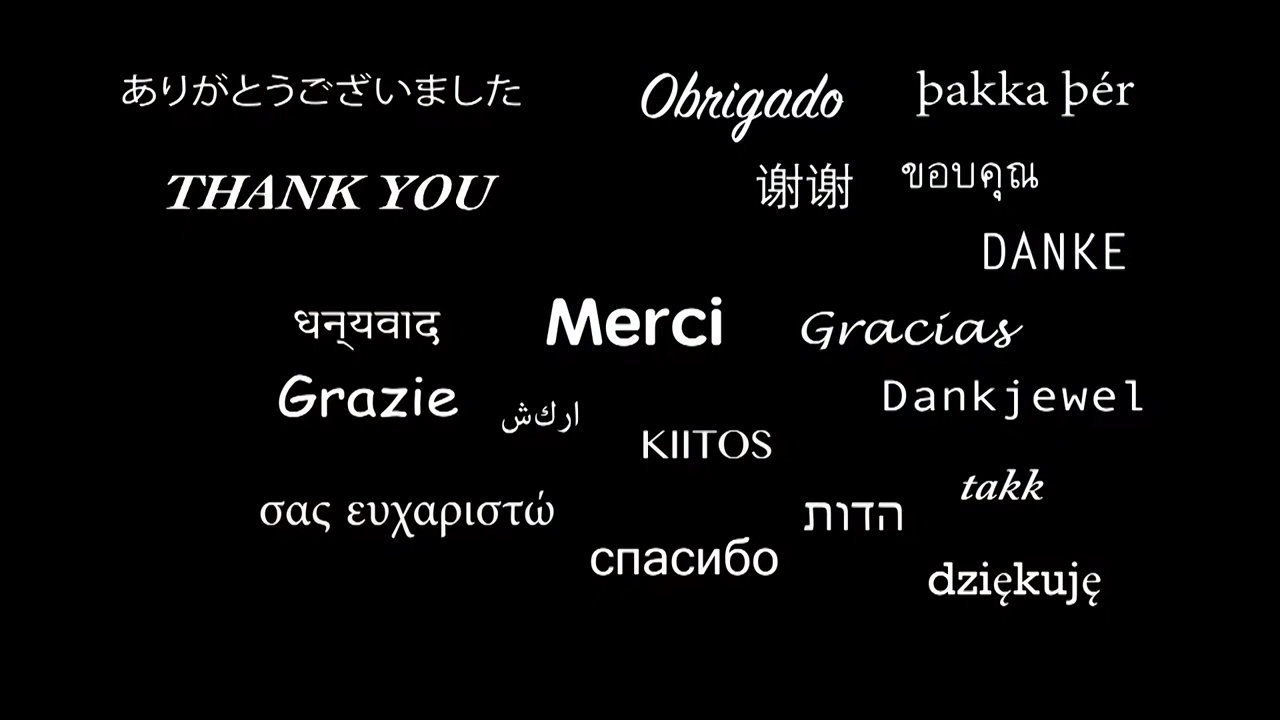 ありがとうございました
Obrigado
þakka þér
THANK YOU
谢谢
ขอบคุณ
DANKE
धन्‌यवाद
Merci
Gracias
Grazie
اركش
Dankjewel
KIITOS
takk
σας ευχαριστώ
הדות
спасибо
dziękuję